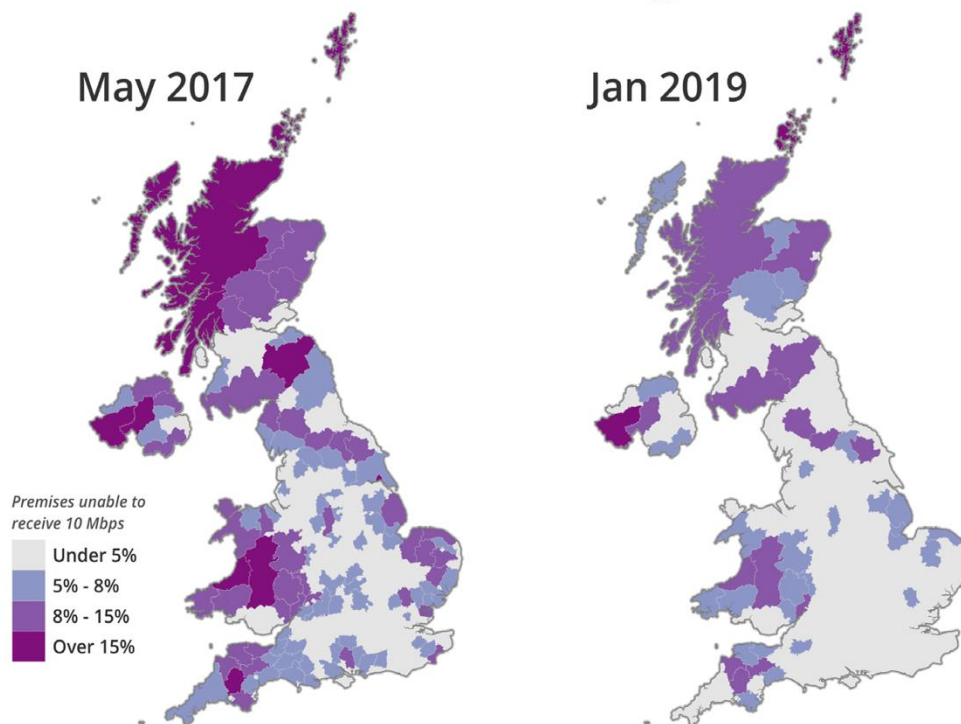 May 2017
Jan 2019
Premises unable to
receive 10 Mbps
Under 5%
5% - 8%
8% - 15%
Over 15%